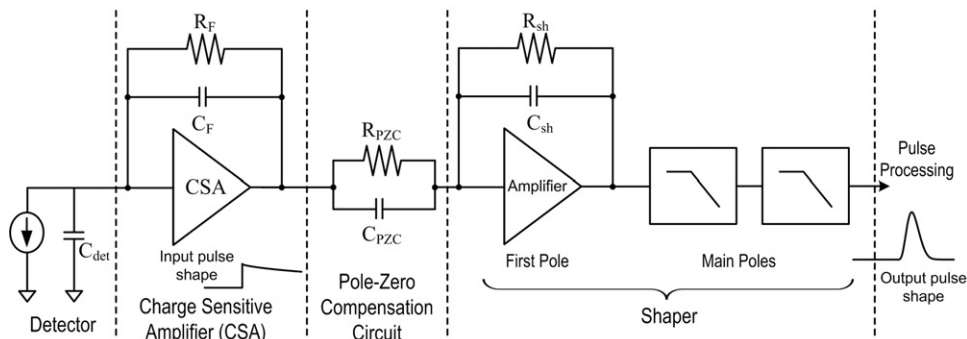 R_F
C_F
CSA
C_det
Detector
Input pulse
shape
Charge Sensitive
Amplifier (CSA)
R_PZC
C_PZC
Pole-Zero
Compensation
Circuit
R_sh
C_sh
Amplifier
First Pole
Main Poles
Shaper
Pulse
Processing
Output pulse
shape